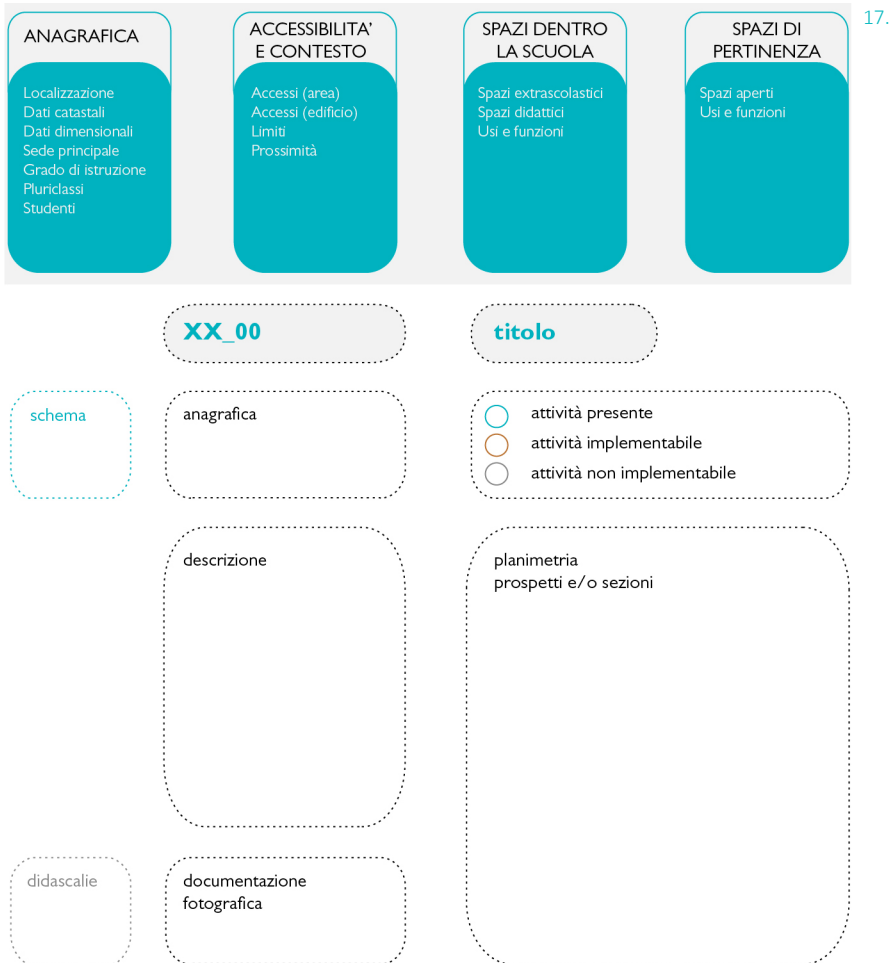 17.
ANAGRAFICA
Localizzazione
Dati catastali
Dati dimensionali
Sede principale
Grado di istruzione
Pluriclassi
Studenti
ACCESSIBILITA’
E CONTESTO
Accessi (area)
Accessi (edificio)
Limiti
Prossimità
SPAZI DENTRO
LA SCUOLA
Spazi extrascolastici
Spazi didattici
Usi e funzioni
SPAZI DI
PERTINENZA
Spazi aperti
Usi e funzioni
XX_00
titolo
schema
anagrafica
attività presente
attività implementabile
attività non implementabile
descrizione
planimetria
prospetti e/o sezioni
didascalie
documentazione
fotografica